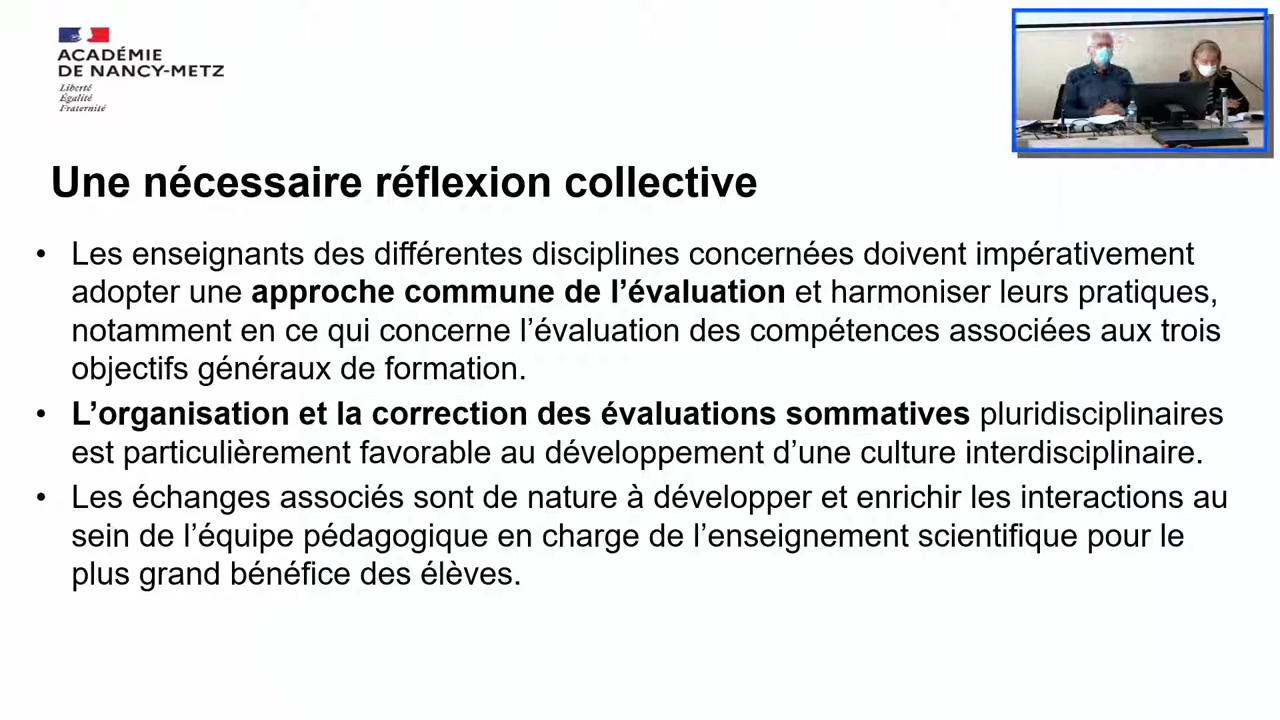 ACADÉMIE
DE NANCY-METZ
Liberté
Égalité
Fraternité
Une nécessaire réflexion collective
• Les enseignants des différentes disciplines concernées doivent impérativement
adopter une approche commune de l’évaluation et harmoniser leurs pratiques,
notamment en ce qui concerne l’évaluation des compétences associées aux trois
objectifs généraux de formation.
• L’organisation et la correction des évaluations sommatives pluridisciplinaires
est particulièrement favorable au développement d’une culture interdisciplinaire.
• Les échanges associés sont de nature à développer et enrichir les interactions au
sein de l’équipe pédagogique en charge de l’enseignement scientifique pour le
plus grand bénéfice des élèves.